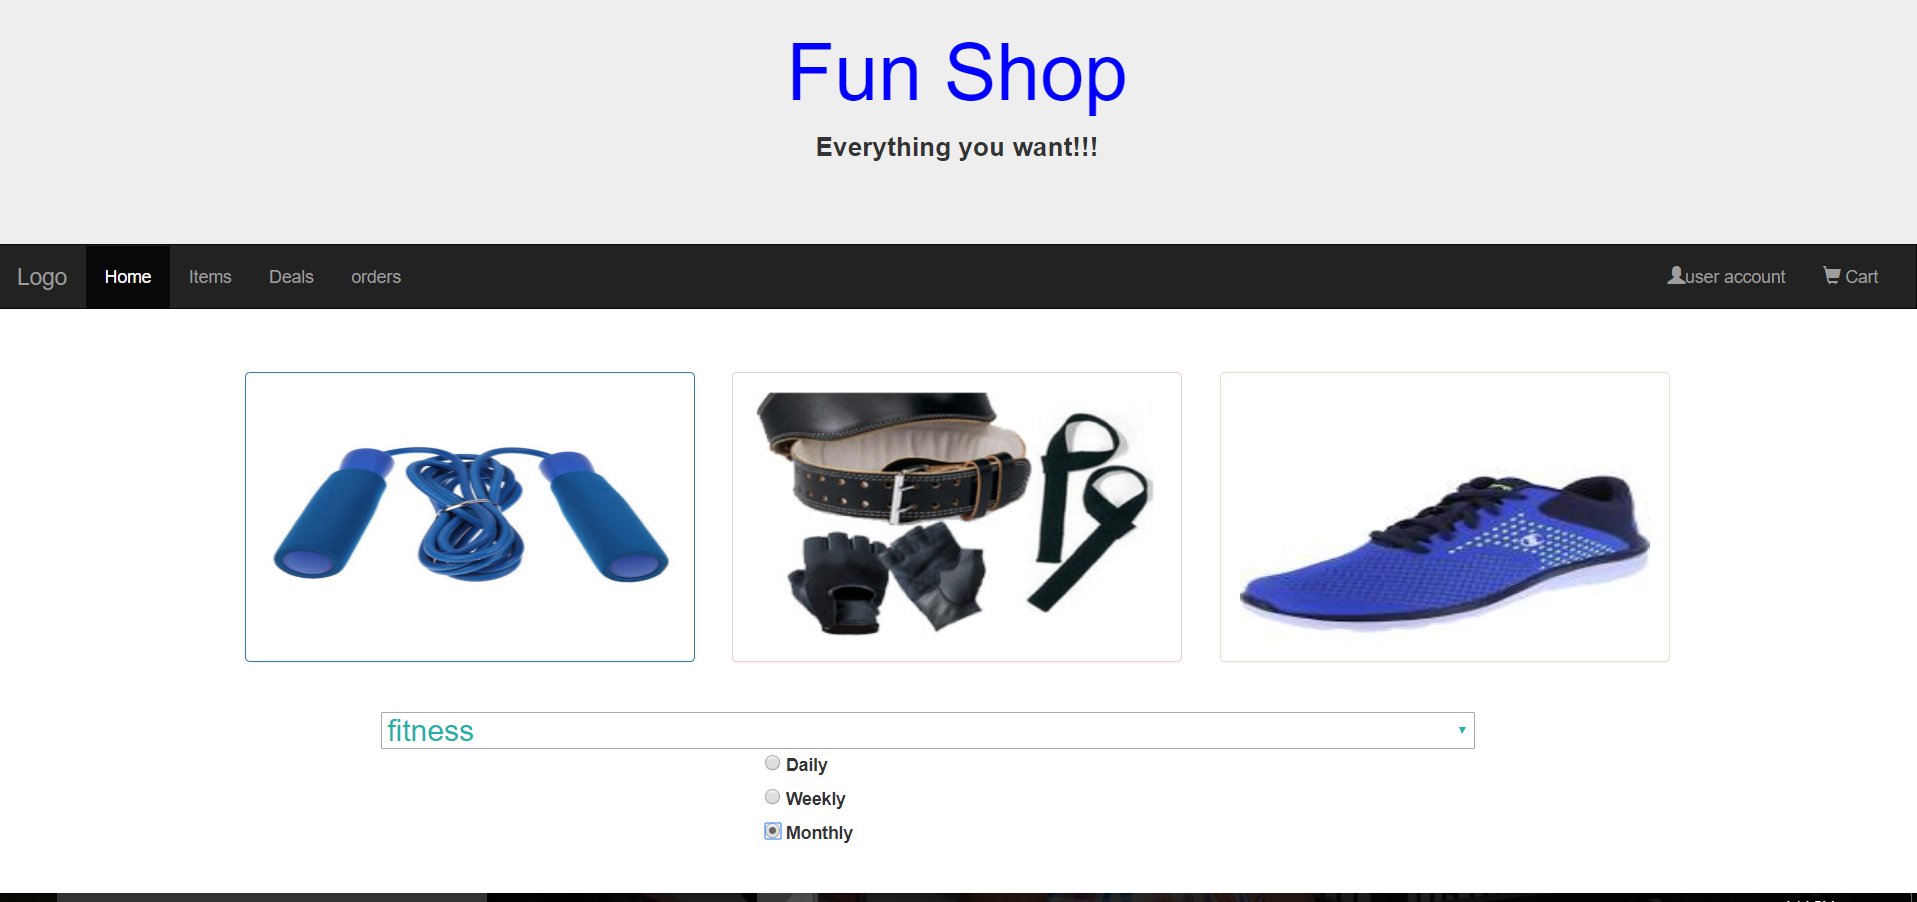 Fun Shop
Everything you want!!!
Logo Home Items Deals orders user account Cart
fitness
Daily
Weekly
Monthly